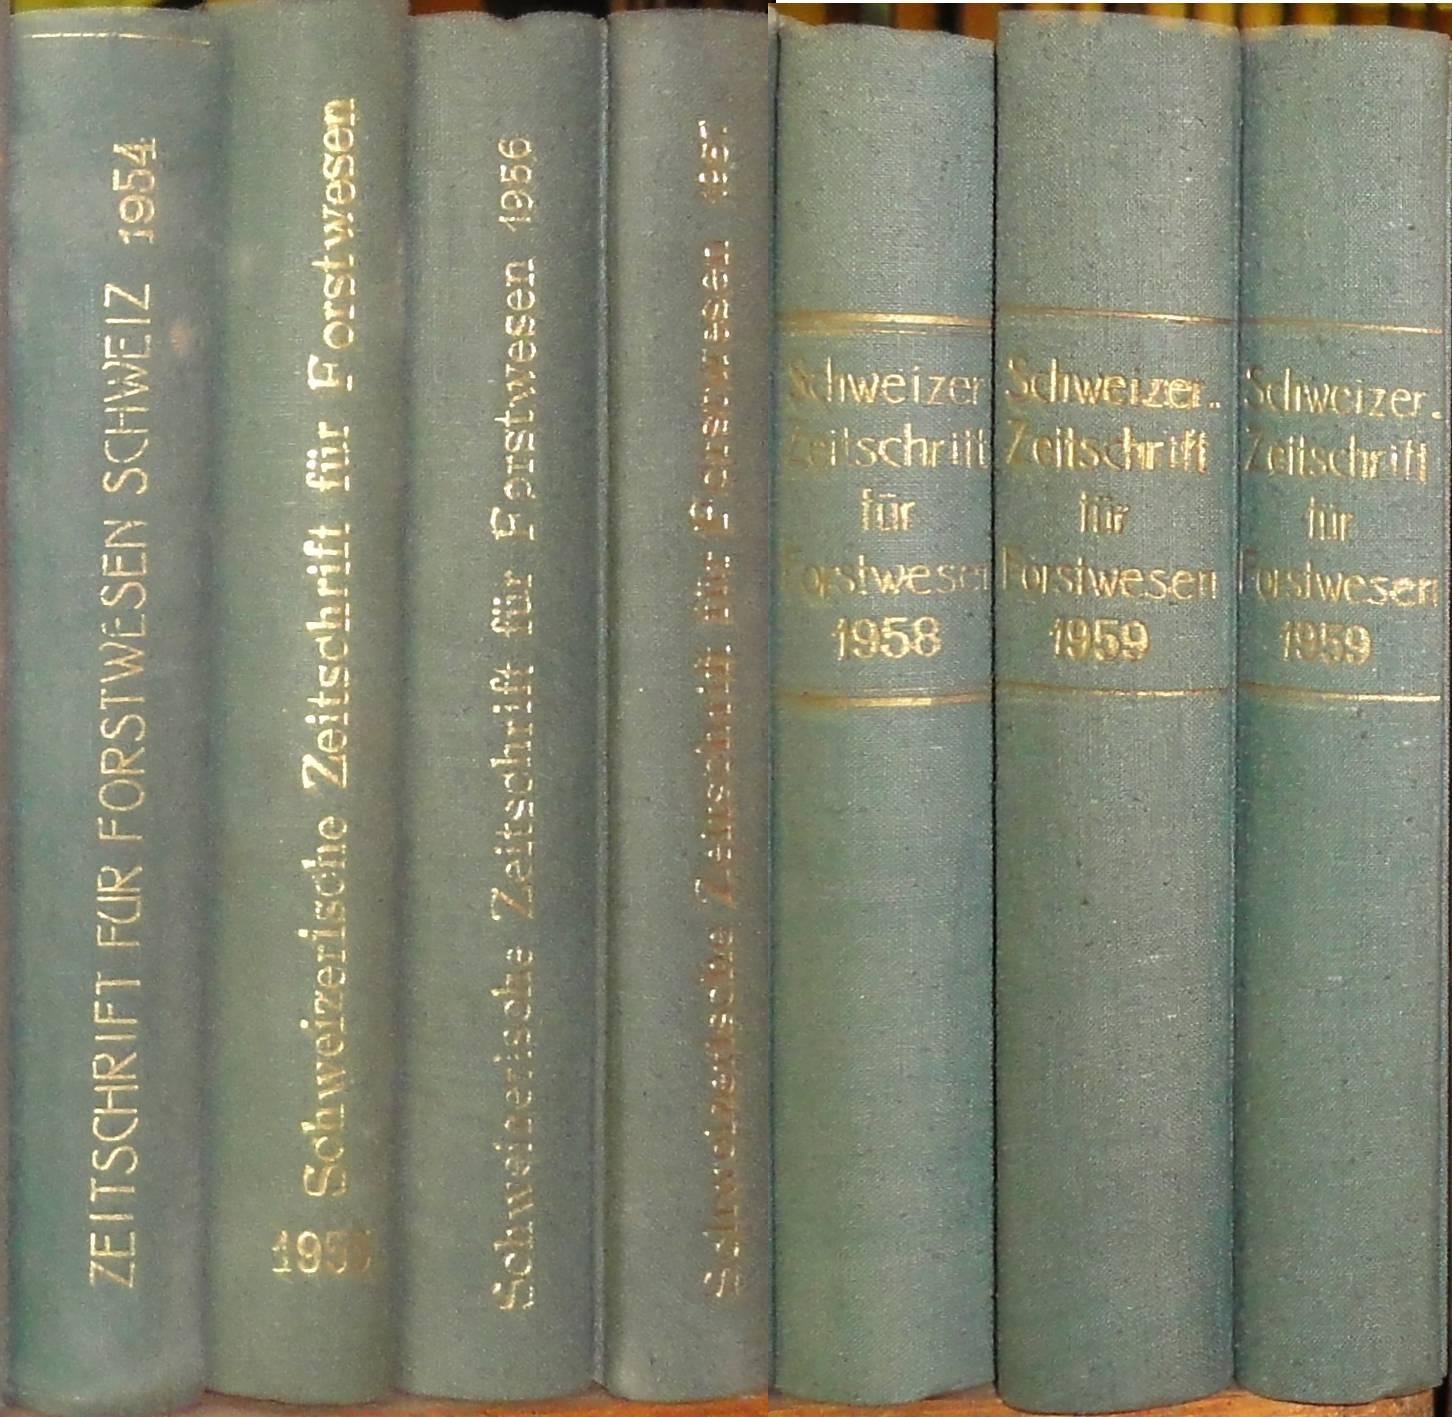 ZEITSCHRIFT FÜR FORSTWESEN SCHWEIZ 1954
Schweizerische Zeitschrift für Forstwesen
Schweizerische Zeitschrift für Forstwesen 1956
Schweizerische Zeitschrift für Forstwesen
Schweizer
Zeitschrift
für
Forstwesen
1958
Schweizer.
Zeitschrift
für
Forstwesen
1959
Schweizer.
Zeitschrift
für
Forstwesen
1959